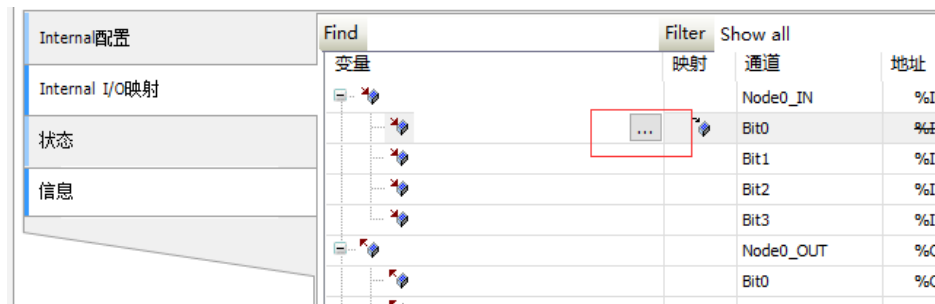 Internal配置
Internal I/O映射
状态
信息
Find Filter Show all
变量 映射 通道 地址
Node0_IN %I
... Bit0 %I
Bit1 %I
Bit2 %I
Bit3 %I
Node0_OUT %Q
Bit0 %Q